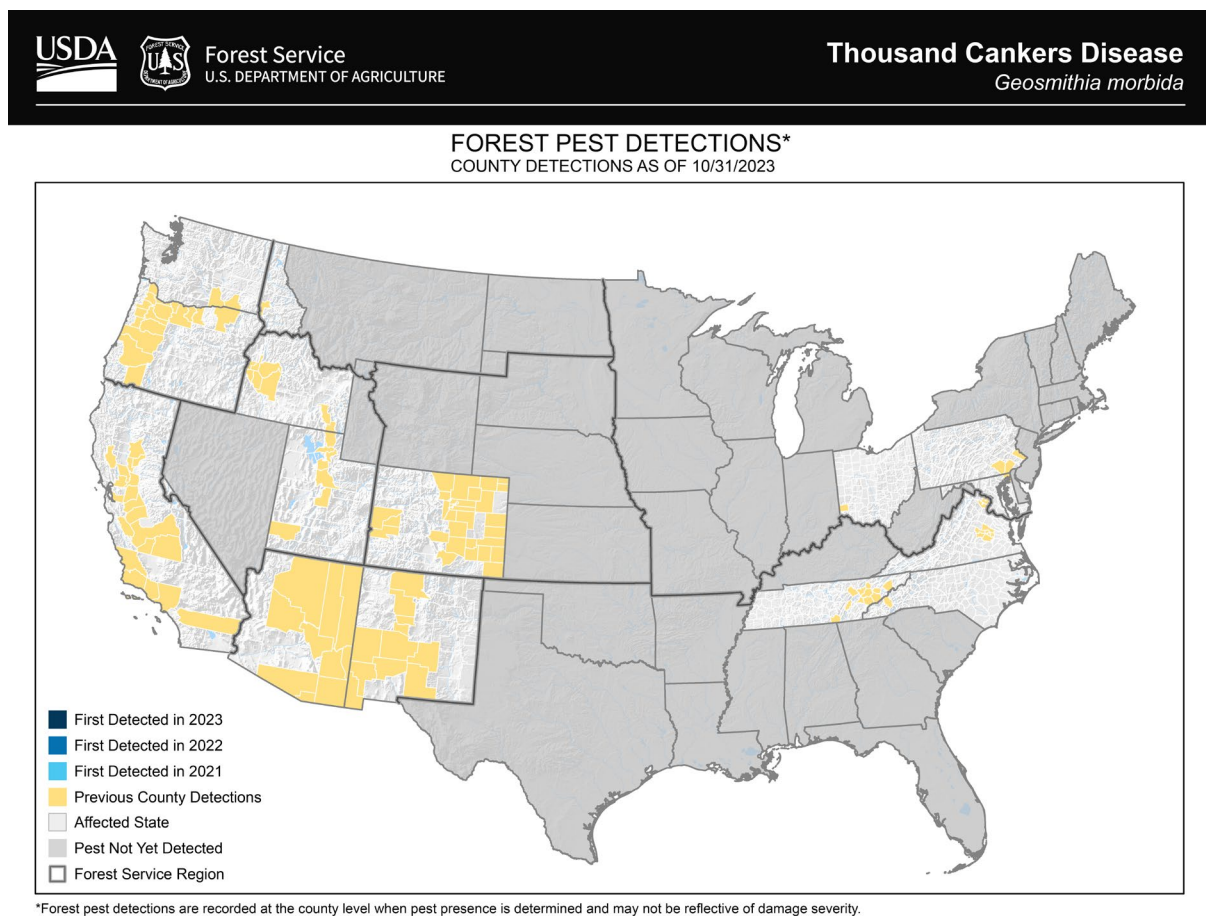 USDA
FOREST SERVICE
U S
DEPARTMENT OF AGRICULTURE
Forest Service
U.S. DEPARTMENT OF AGRICULTURE
Thousand Cankers Disease
Geosmithia morbida
FOREST PEST DETECTIONS*
COUNTY DETECTIONS AS OF 10/31/2023
First Detected in 2023
First Detected in 2022
First Detected in 2021
Previous County Detections
Affected State
Pest Not Yet Detected
Forest Service Region
*Forest pest detections are recorded at the county level when pest presence is determined and may not be reflective of damage severity.